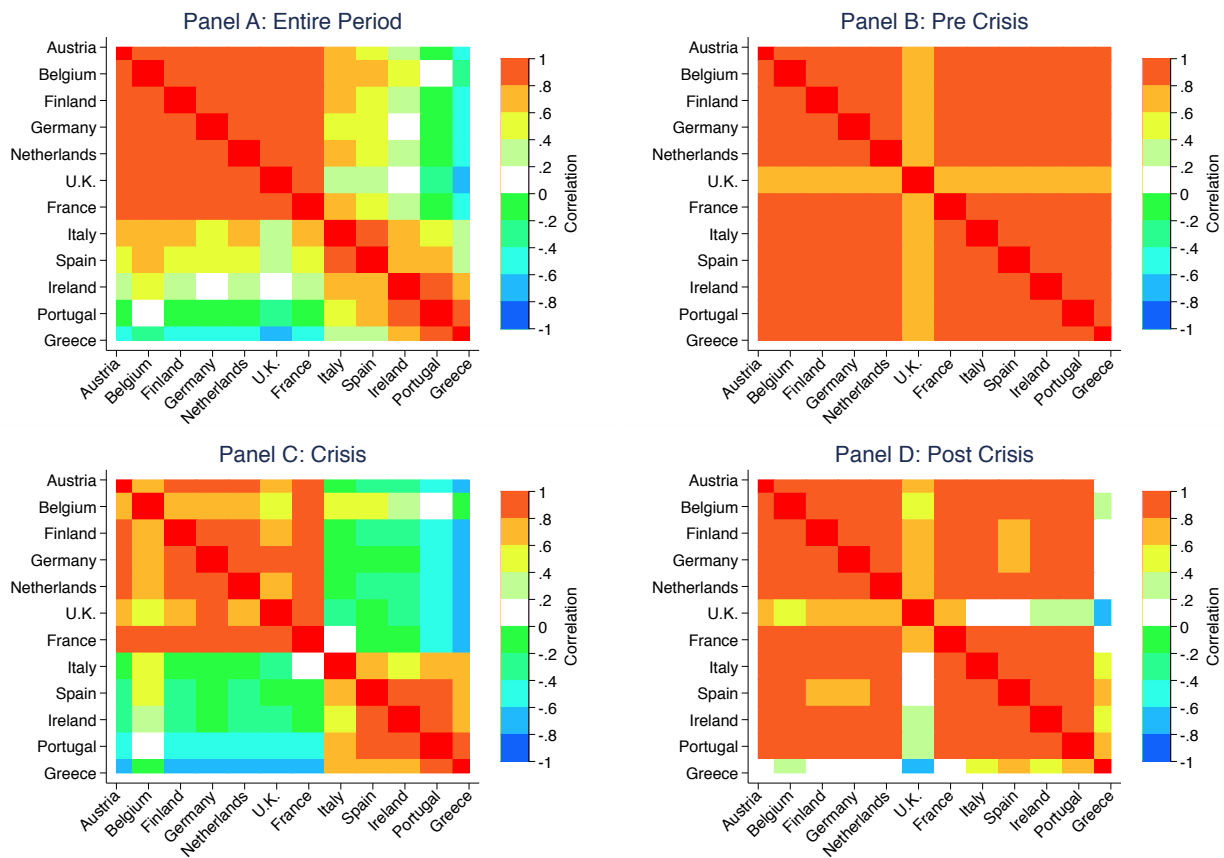 Panel A: Entire Period
Austria
Belgium
Finland
Germany
Netherlands
U.K.
France
Italy
Spain
Ireland
Portugal
Greece
Austria
Belgium
Finland
Germany
Netherlands
U.K.
France
Italy
Spain
Ireland
Portugal
Greece
1
.8
.6
.4
.2
0
-.2
-.4
-.6
-.8
-1
Correlation
Panel B: Pre Crisis
Austria
Belgium
Finland
Germany
Netherlands
U.K.
France
Italy
Spain
Ireland
Portugal
Greece
Austria
Belgium
Finland
Germany
Netherlands
U.K.
France
Italy
Spain
Ireland
Portugal
Greece
1
.8
.6
.4
.2
0
-.2
-.4
-.6
-.8
-1
Correlation
Panel C: Crisis
Austria
Belgium
Finland
Germany
Netherlands
U.K.
France
Italy
Spain
Ireland
Portugal
Greece
Austria
Belgium
Finland
Germany
Netherlands
U.K.
France
Italy
Spain
Ireland
Portugal
Greece
1
.8
.6
.4
.2
0
-.2
-.4
-.6
-.8
-1
Correlation
Panel D: Post Crisis
Austria
Belgium
Finland
Germany
Netherlands
U.K.
France
Italy
Spain
Ireland
Portugal
Greece
Austria
Belgium
Finland
Germany
Netherlands
U.K.
France
Italy
Spain
Ireland
Portugal
Greece
1
.8
.6
.4
.2
0
-.2
-.4
-.6
-.8
-1
Correlation